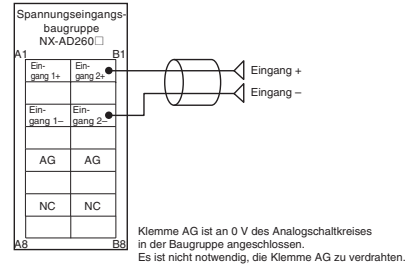 Spannungseingangs-
baugruppe
NX-AD260□
A1 B1
Ein-
gang 1+
Ein-
gang 2+
Eingang +
Eingang –
Ein-
gang 1–
Ein-
gang 2–
AG AG
NC NC
A8 B8
Klemme AG ist an 0 V des Analogschaltkreises
in der Baugruppe angeschlossen.
Es ist nicht notwendig, die Klemme AG zu verdrahten.